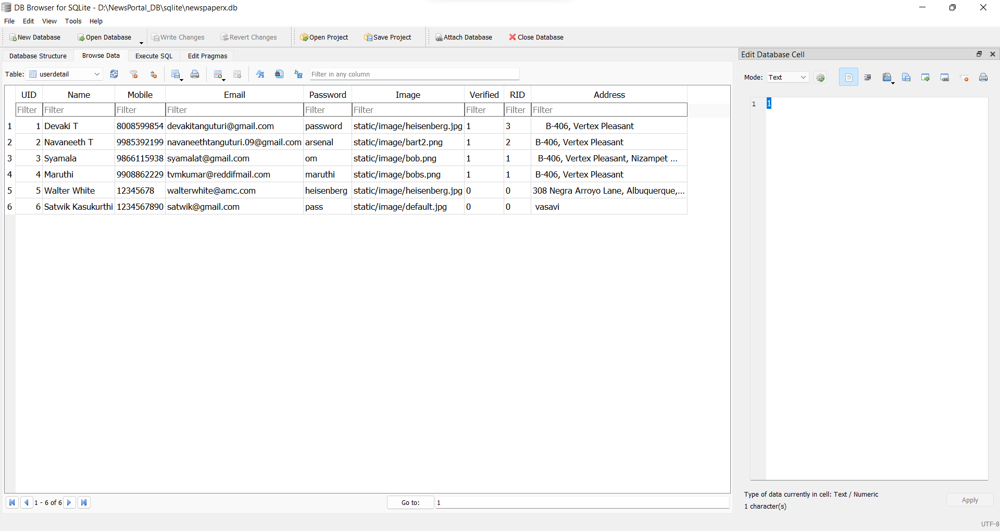 DB Browser for SQLite - D:\NewsPortal_DB\sqlite\newspaperx.db
File Edit View Tools Help
New Database Open Database Write Changes Revert Changes Open Project Save Project Attach Database Close Database
Database Structure Browse Data Execute SQL Edit Pragmas
Table: userdetail Filter in any column
UID Name Mobile Email Password Image Verified RID Address
Filter Filter Filter Filter Filter Filter Filter Filter Filter
1 1 Devaki T 8008599854 devakitanguturi@gmail.com password static/image/heisenberg.jpg 1 3 B-406, Vertex Pleasant
2 2 Navaneeth T 9985392199 navaneethtanguturi.09@gmail.com arsenal static/image/bart2.png 1 2 B-406, Vertex Pleasant
3 3 Syamala 9866115938 syamalat@gmail.com om static/image/bob.png 1 1 B-406, Vertex Pleasant, Nizampet ...
4 4 Maruthi 9908862229 tvmkumar@reddifmail.com maruthi static/image/bobs.png 1 1 B-406, Vertex Pleasant
5 5 Walter White 12345678 walterwhite@amc.com heisenberg static/image/heisenberg.jpg 0 0 308 Negra Arroyo Lane, Albuquerque,...
6 6 Satwik Kasukurthi 1234567890 satwik@gmail.com pass static/image/default.jpg 0 0 vasavi
1 - 6 of 6 Go to: 1
Edit Database Cell
Mode: Text
1 1
Type of data currently in cell: Text / Numeric
1 character(s)
Apply
UTF-8